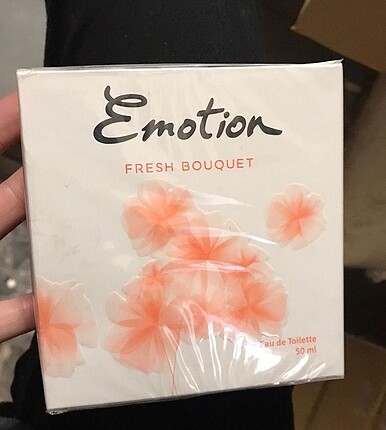 Emotion
FRESH BOUQUET
Eau de Toilette
50 ml